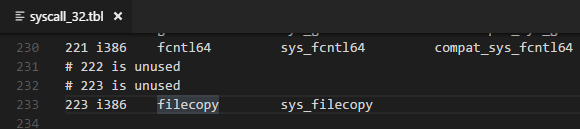 syscall_32.tbl ×
230 221 i386 fcntl64 sys_fcntl64 compat_sys_fcntl64
231 # 222 is unused
232 # 223 is unused
233 223 i386 filecopy sys_filecopy
234